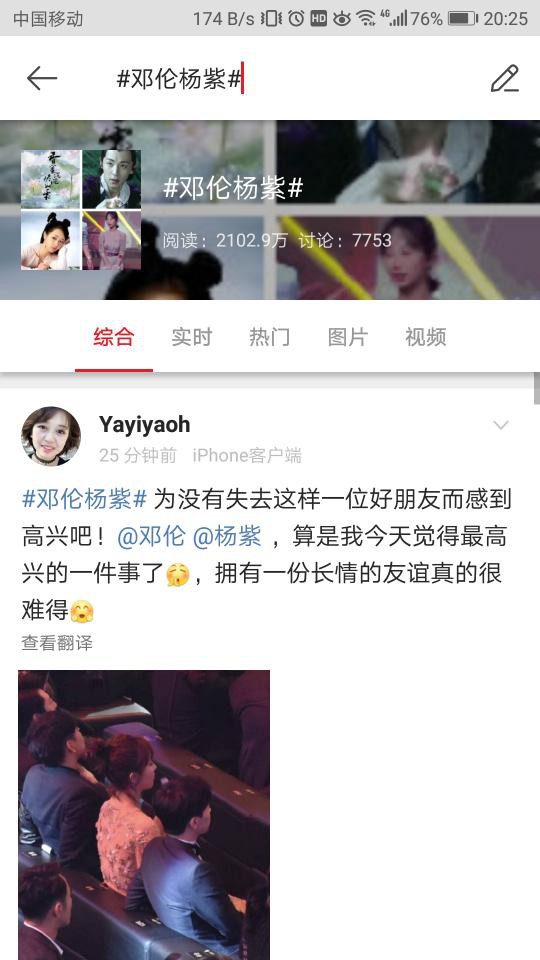 中国移动 174 B/s HD 4G 76% 20:25
#邓伦杨紫#
#邓伦杨紫#
阅读：2102.9万 讨论：7753
综合 实时 热门 图片 视频
Yayiyaoh
25 分钟前 iPhone客户端
#邓伦杨紫# 为没有失去这样一位好朋友而感到
高兴吧！@邓伦 @杨紫 ，算是我今天觉得最高
兴的一件事了😚，拥有一份长情的友谊真的很
难得🤗
查看翻译